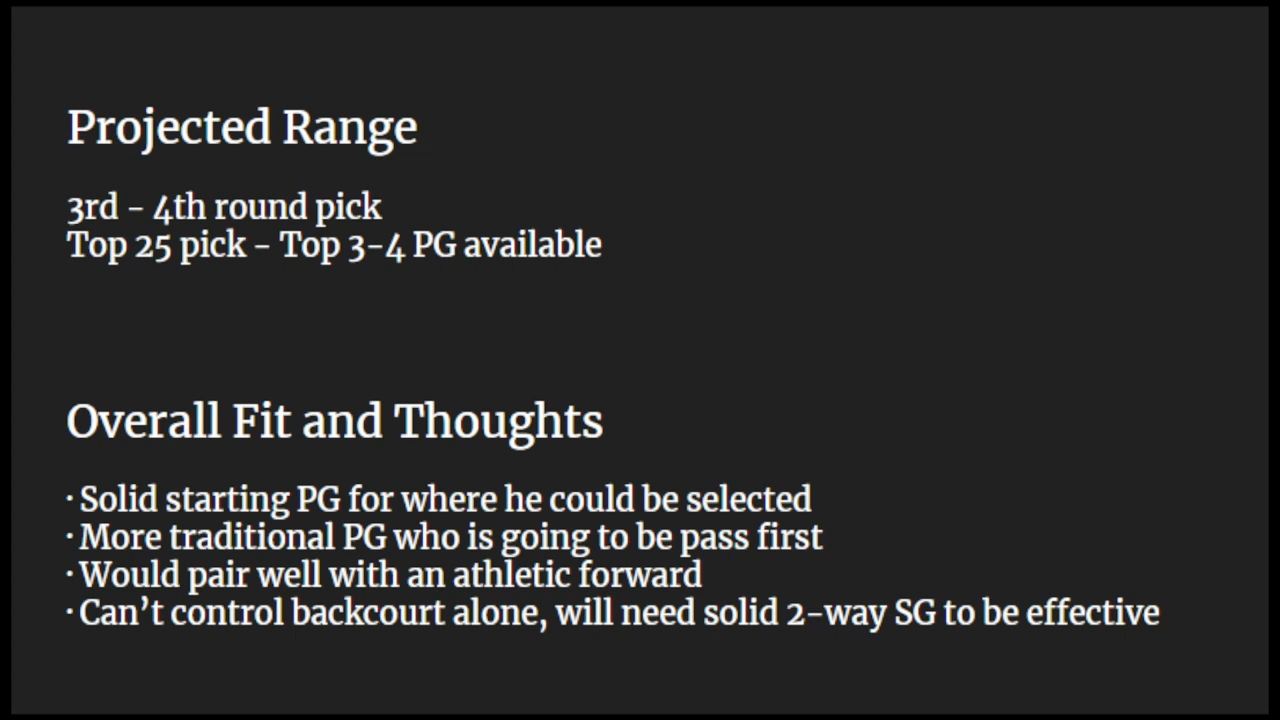 Projected Range
3rd - 4th round pick
Top 25 pick - Top 3-4 PG available
Overall Fit and Thoughts
· Solid starting PG for where he could be selected
· More traditional PG who is going to be pass first
· Would pair well with an athletic forward
· Can’t control backcourt alone, will need solid 2-way SG to be effective